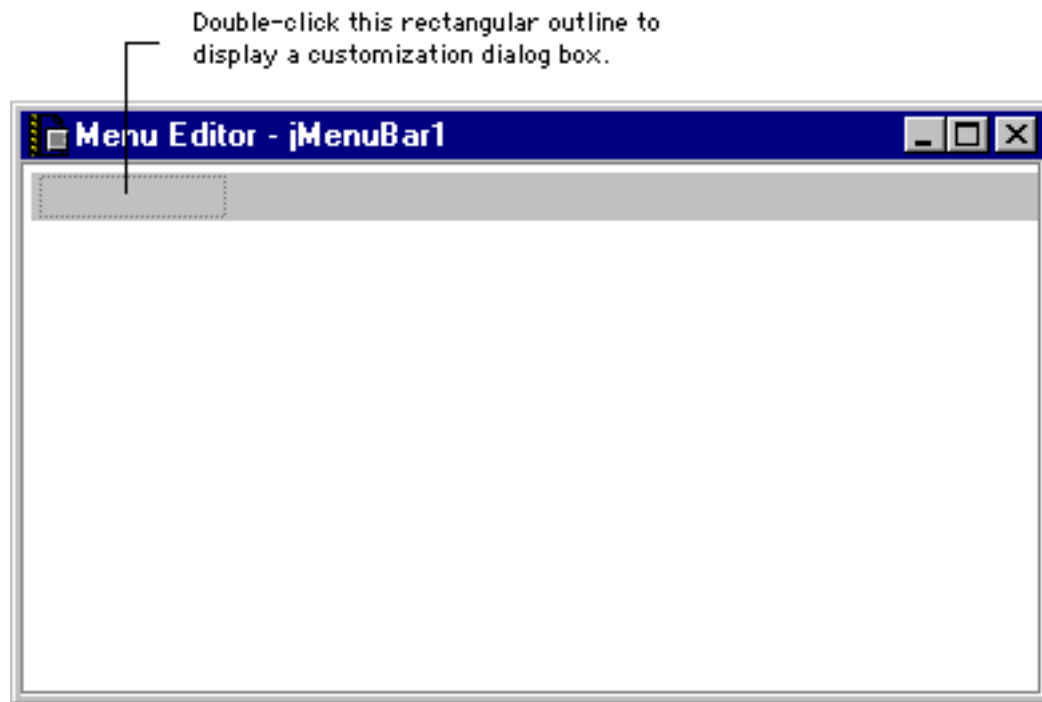 Double-click this rectangular outline to
display a customization dialog box.
Menu Editor - jMenuBar1